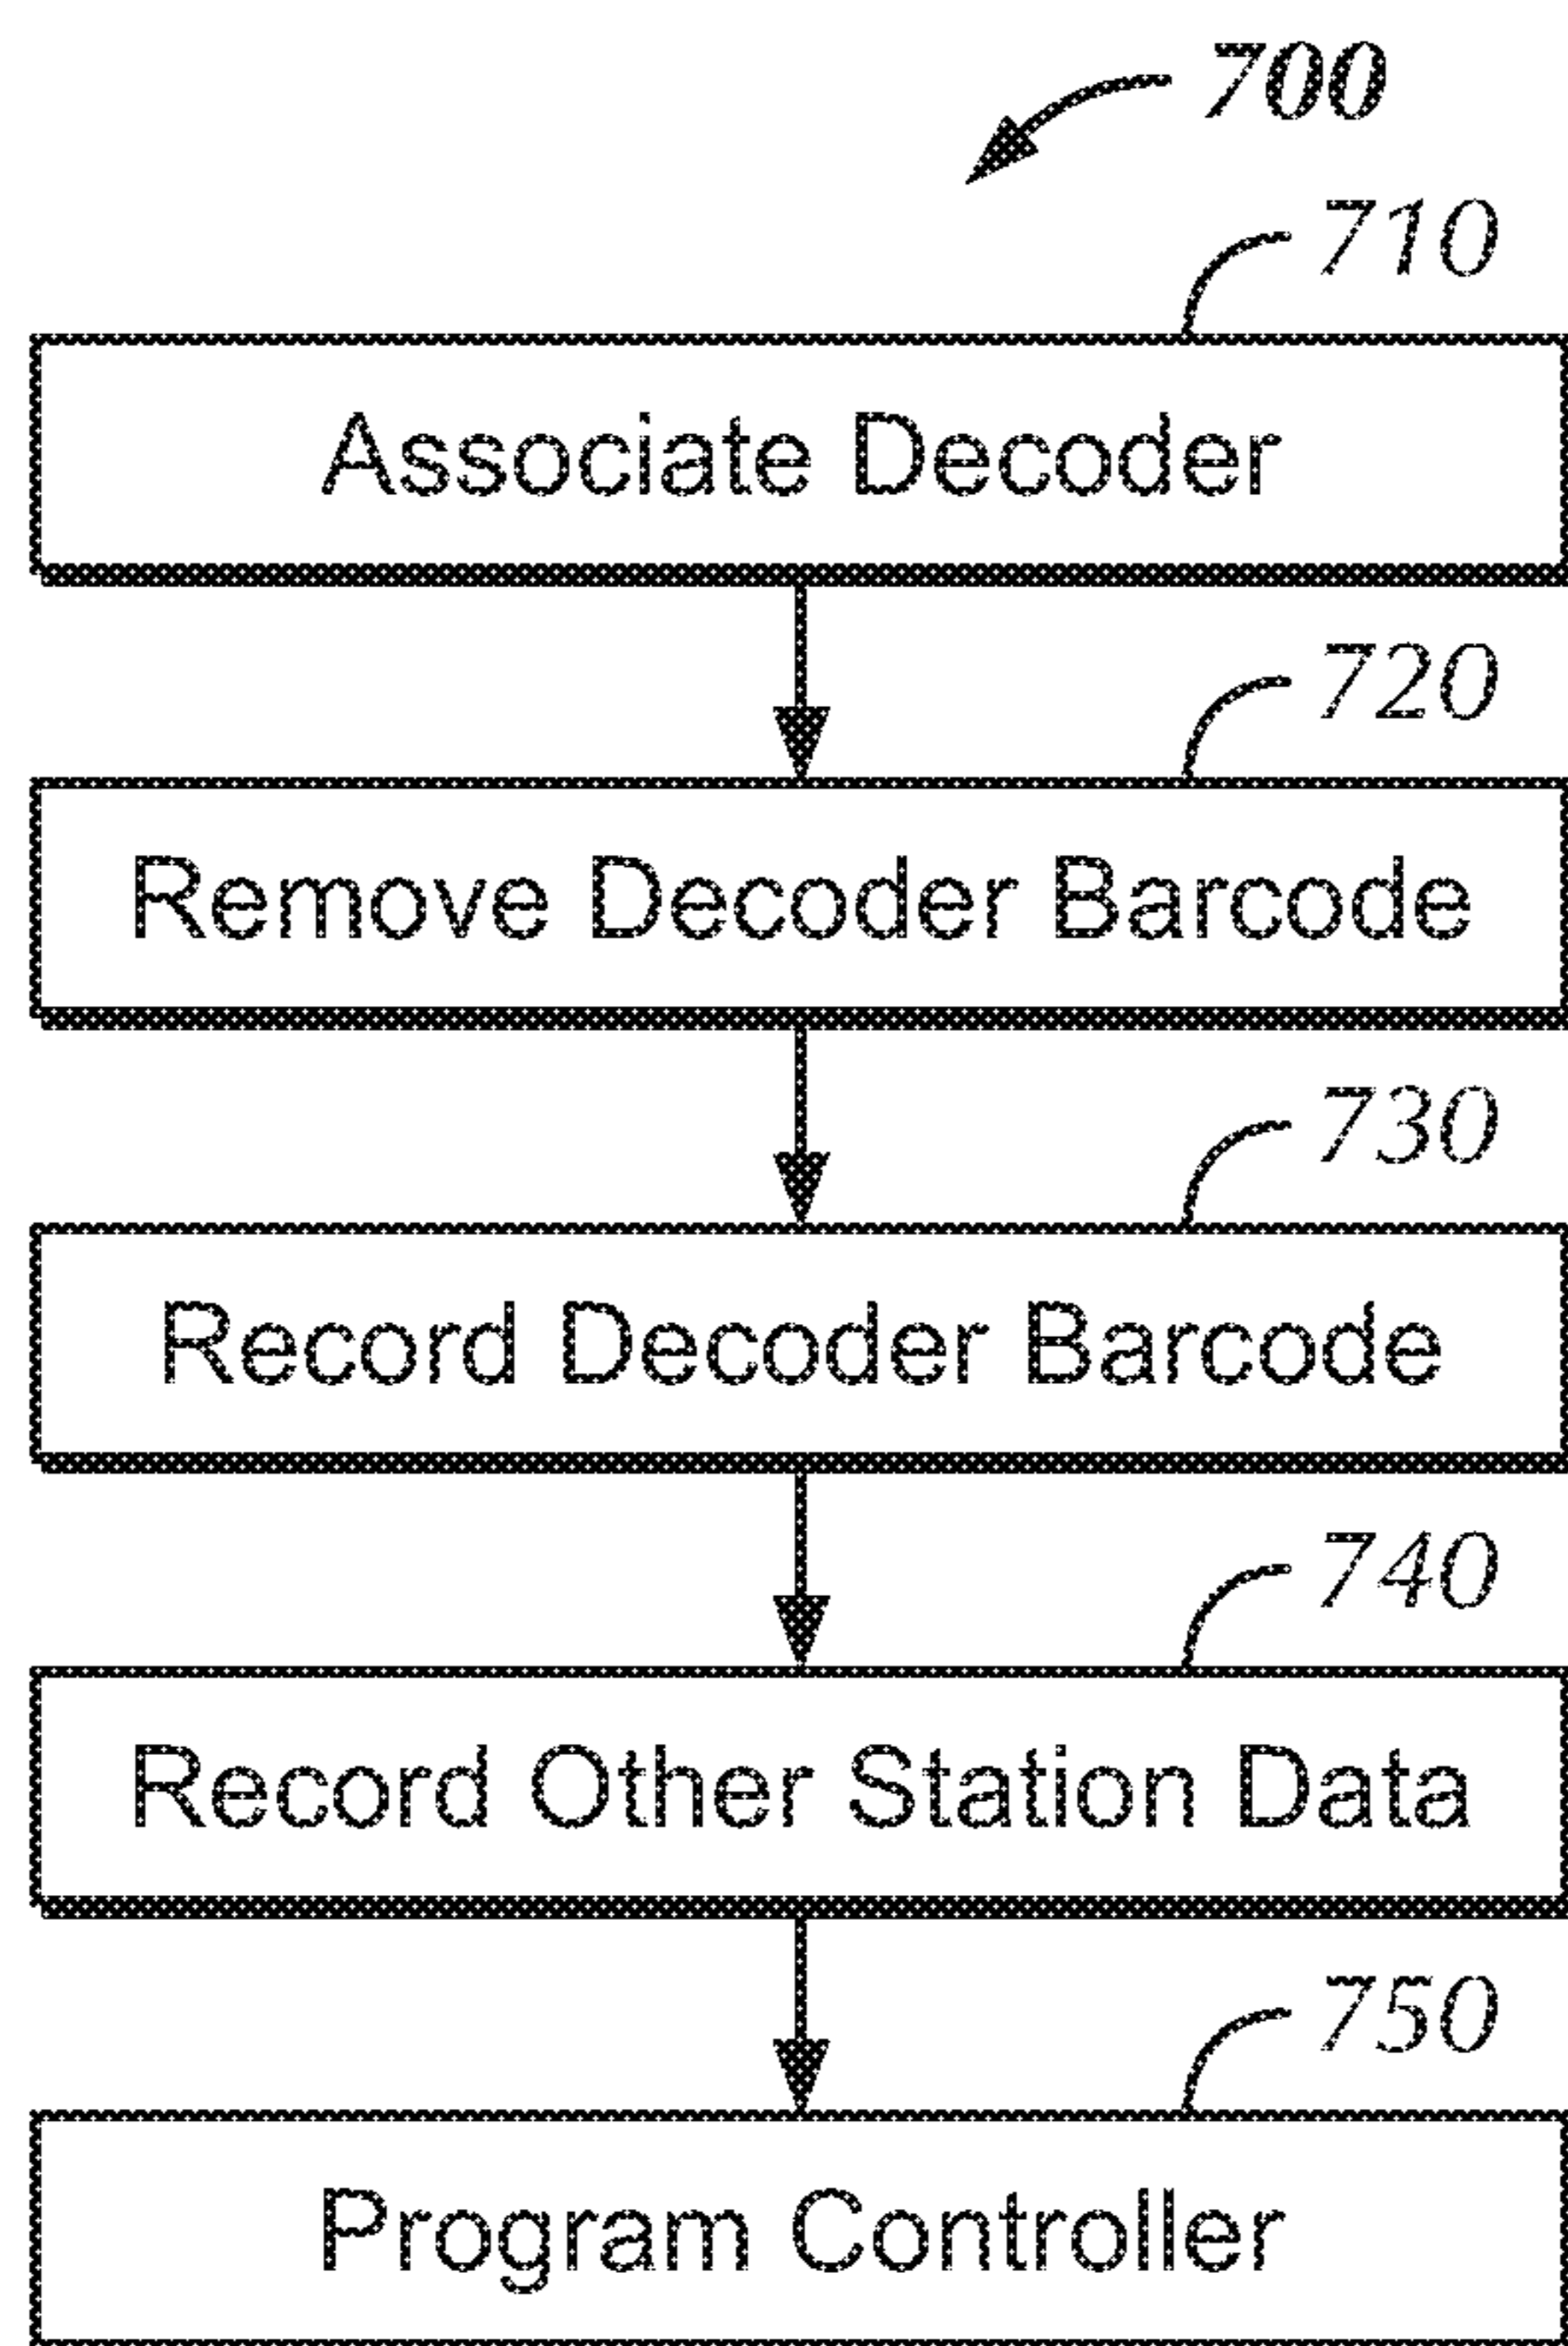 700
710
Associate Decoder
720
Remove Decoder Barcode
730
Record Decoder Barcode
740
Record Other Station Data
750
Program Controller